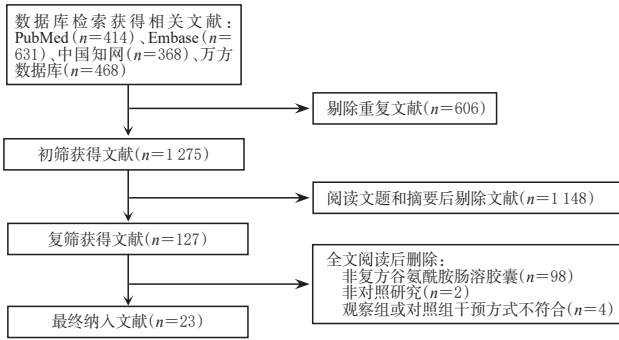 数据库检索获得相关文献：
PubMed(n=414)、Embase(n=
631)、中国知网(n=368)、万方
数据库(n=468)
剔除重复文献(n=606)
初筛获得文献(n=1 275)
阅读文题和摘要后剔除文献(n=1 148)
复筛获得文献(n=127)
全文阅读后删除：
非复方谷氨酰胺肠溶胶囊(n=98)
非对照研究(n=2)
观察组或对照组干预方式不符合(n=4)
最终纳入文献(n=23)